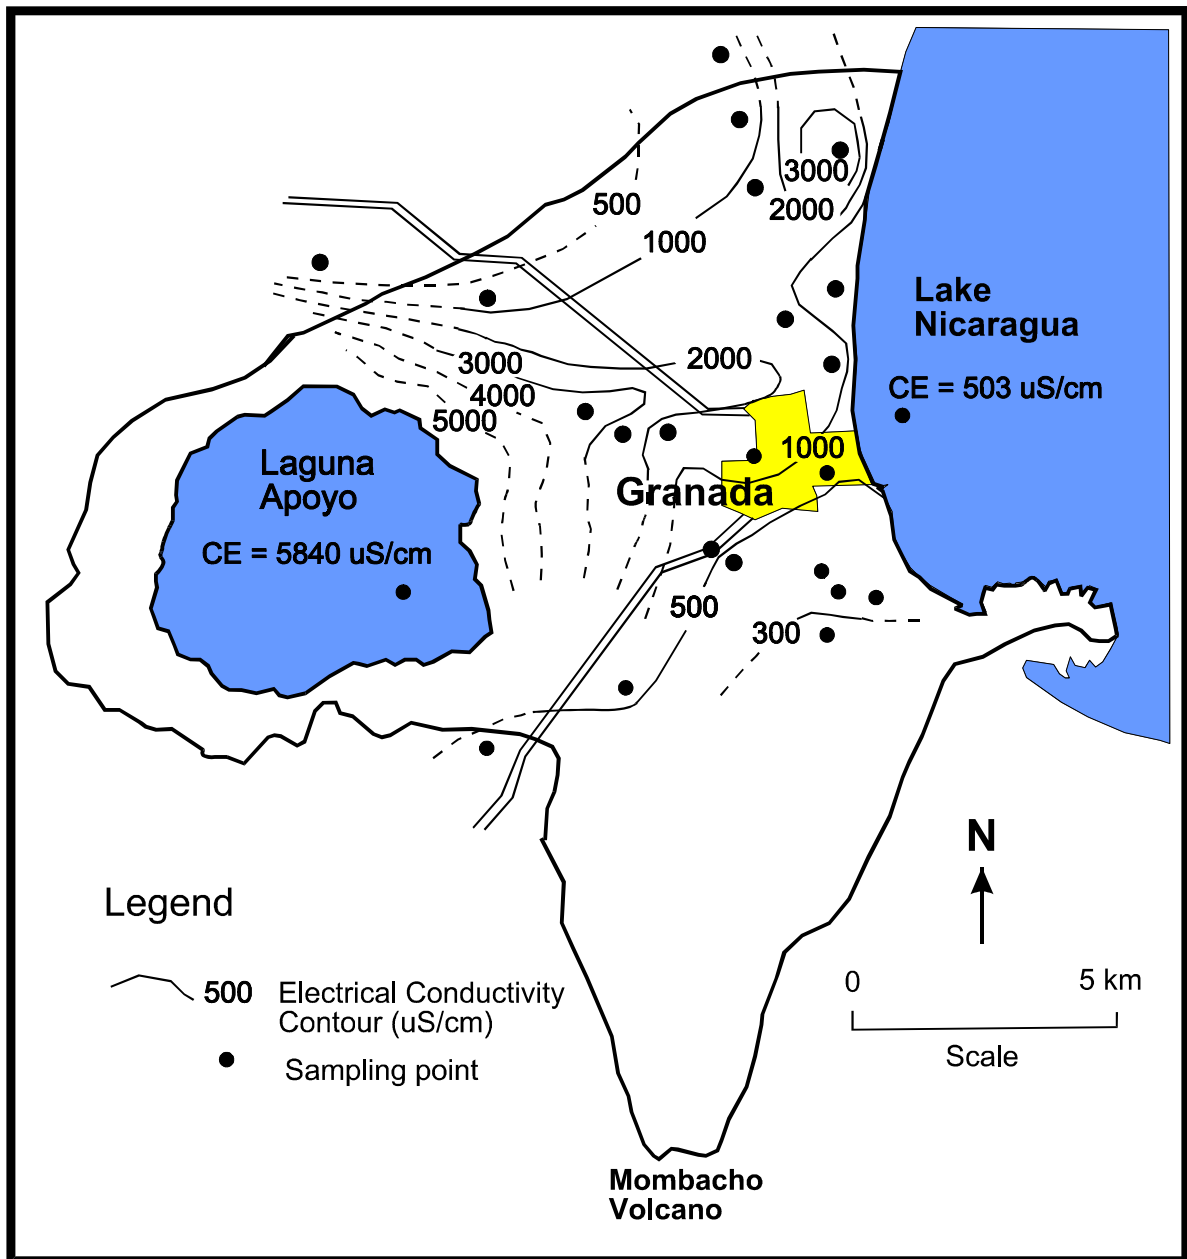 3000
2000
500
1000
Lake
Nicaragua
CE = 503 uS/cm
2000
3000
4000
5000
1000
Laguna
Apoyo
CE = 5840 uS/cm
Granada
500
300
N
Legend
500 Electrical Conductivity
Contour (uS/cm)
Sampling point
0 5 km
Scale
Mombacho
Volcano